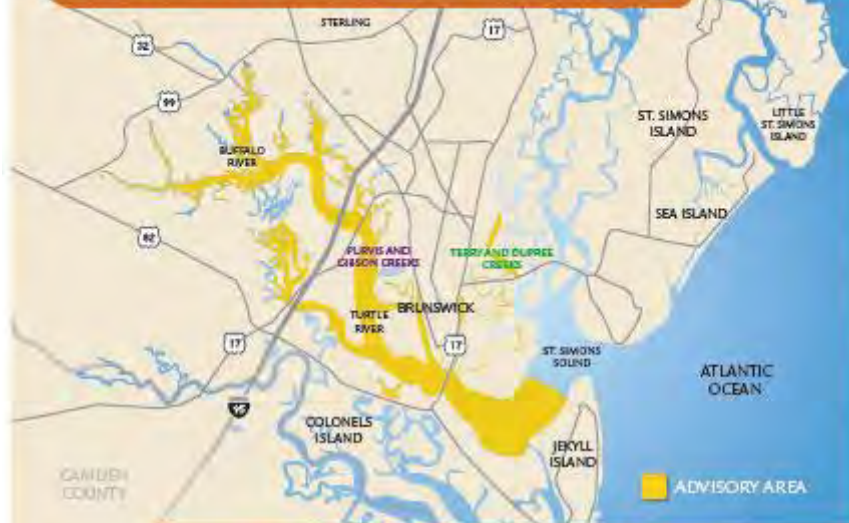 STERLING
17
32
99
ST. SIMONS
ISLAND
LITTLE
ST. SIMONS
ISLAND
BUFFALO
RIVER
SEA ISLAND
82
PURVIS AND
GIBSON CREEKS
TERRY AND DUPREE
CREEKS
BRUNSWICK
TURTLE
RIVER
17
17
ST. SIMONS
SOUND
ATLANTIC
OCEAN
95
COLONELS
ISLAND
JEKYLL
ISLAND
CAMDEN
COUNTY
ADVISORY AREA